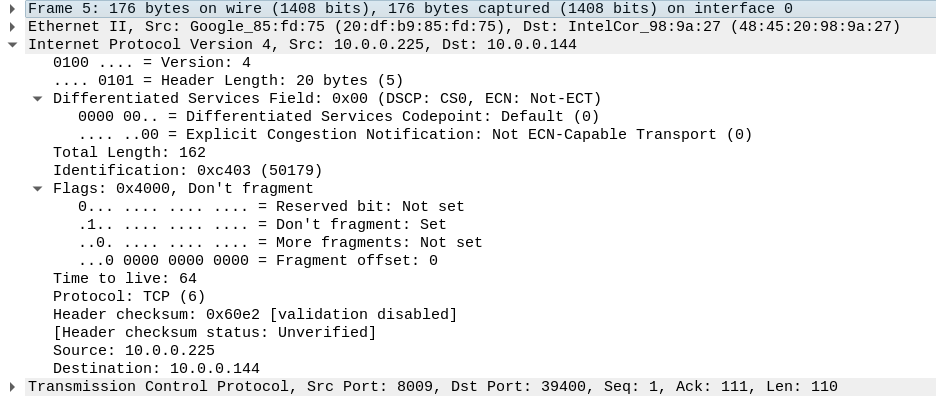 Frame 5: 176 bytes on wire (1408 bits), 176 bytes captured (1408 bits) on interface 0
Ethernet II, Src: Google_85:fd:75 (20:df:b9:85:fd:75), Dst: IntelCor_98:9a:27 (48:45:20:98:9a:27)
Internet Protocol Version 4, Src: 10.0.0.225, Dst: 10.0.0.144
0100 .... = Version: 4
.... 0101 = Header Length: 20 bytes (5)
Differentiated Services Field: 0x00 (DSCP: CS0, ECN: Not-ECT)
0000 00.. = Differentiated Services Codepoint: Default (0)
.... ..00 = Explicit Congestion Notification: Not ECN-Capable Transport (0)
Total Length: 162
Identification: 0xc403 (50179)
Flags: 0x4000, Don't fragment
0... .... .... .... = Reserved bit: Not set
.1.. .... .... .... = Don't fragment: Set
..0. .... .... .... = More fragments: Not set
...0 0000 0000 0000 = Fragment offset: 0
Time to live: 64
Protocol: TCP (6)
Header checksum: 0x60e2 [validation disabled]
[Header checksum status: Unverified]
Source: 10.0.0.225
Destination: 10.0.0.144
Transmission Control Protocol, Src Port: 8009, Dst Port: 39400, Seq: 1, Ack: 111, Len: 110